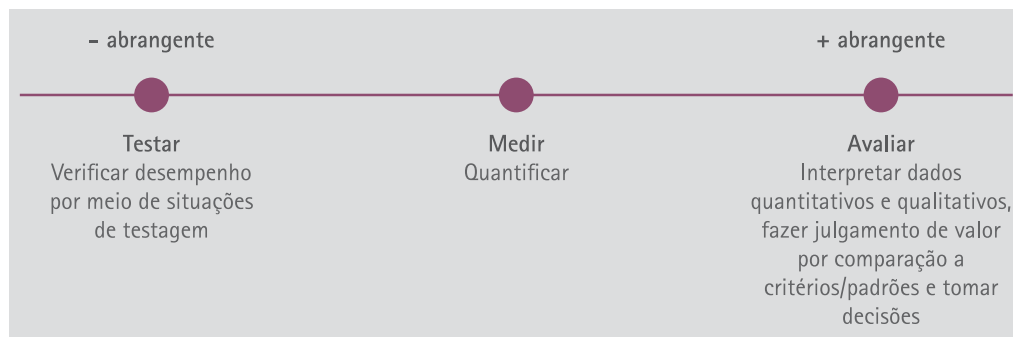 - abrangente
+ abrangente
Testar
Verificar desempenho
por meio de situações
de testagem
Medir
Quantificar
Avaliar
Interpretar dados
quantitativos e qualitativos,
fazer julgamento de valor
por comparação a
critérios/padrões e tomar
decisões